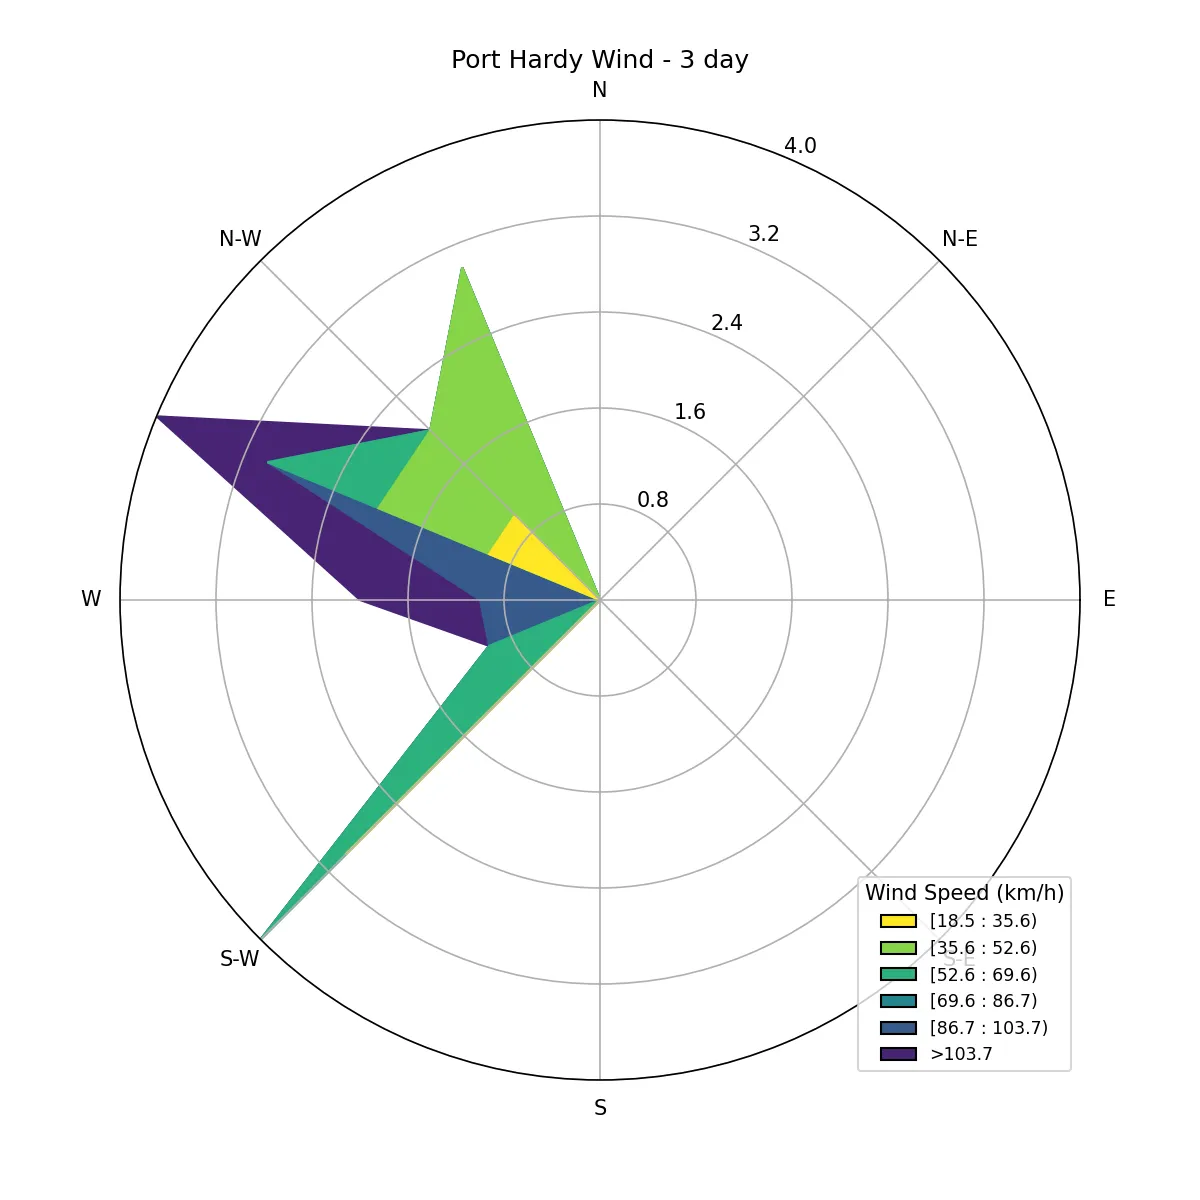 Port Hardy Wind - 3 day
N
4.0
N-W
3.2
N-E
2.4
1.6
0.8
W
E
S-W
S-E
S
Wind Speed (km/h)
[18.5 : 35.6)
[35.6 : 52.6)
[52.6 : 69.6)
[69.6 : 86.7)
[86.7 : 103.7)
>103.7